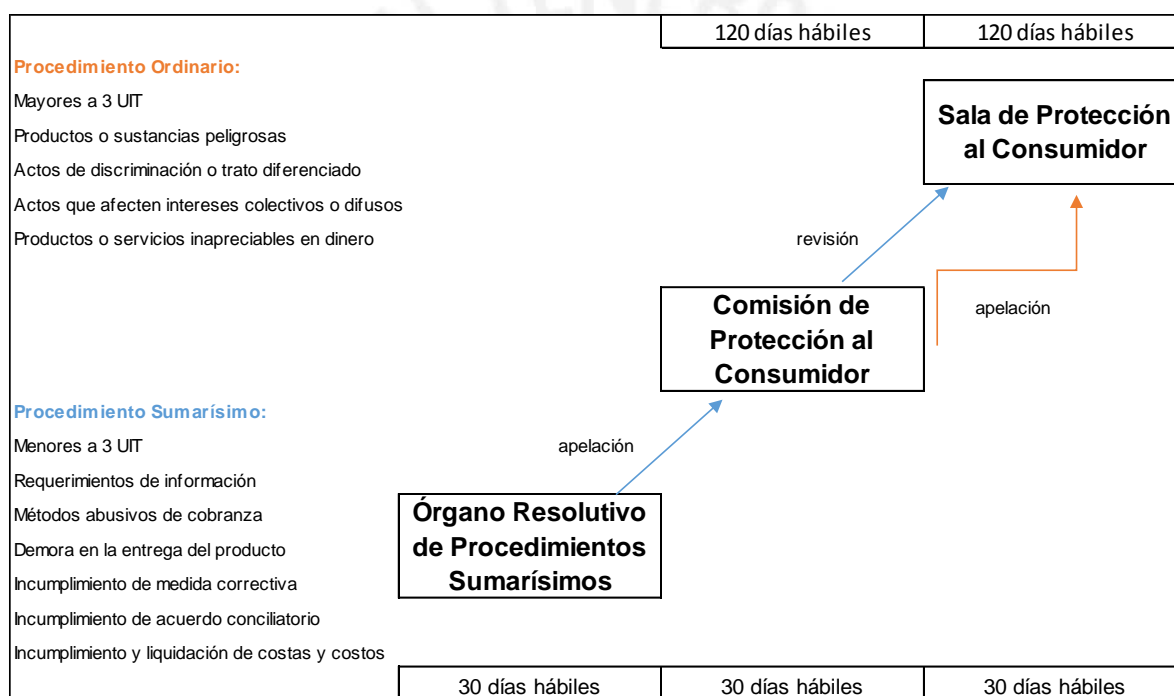 120 días hábiles
120 días hábiles
Procedimiento Ordinario:
Mayores a 3 UIT
Productos o sustancias peligrosas
Actos de discriminación o trato diferenciado
Actos que afecten intereses colectivos o difusos
Productos o servicios inapreciables en dinero
Sala de Protección
al Consumidor
revisión
Comisión de
Protección al
Consumidor
apelación
Procedimiento Sumarísimo:
Menores a 3 UIT
Requerimientos de información
Métodos abusivos de cobranza
Demora en la entrega del producto
Incumplimiento de medida correctiva
Incumplimiento de acuerdo conciliatorio
Incumplimiento y liquidación de costas y costos
apelación
Órgano Resolutivo
de Procedimientos
Sumarísimos
30 días hábiles
30 días hábiles
30 días hábiles